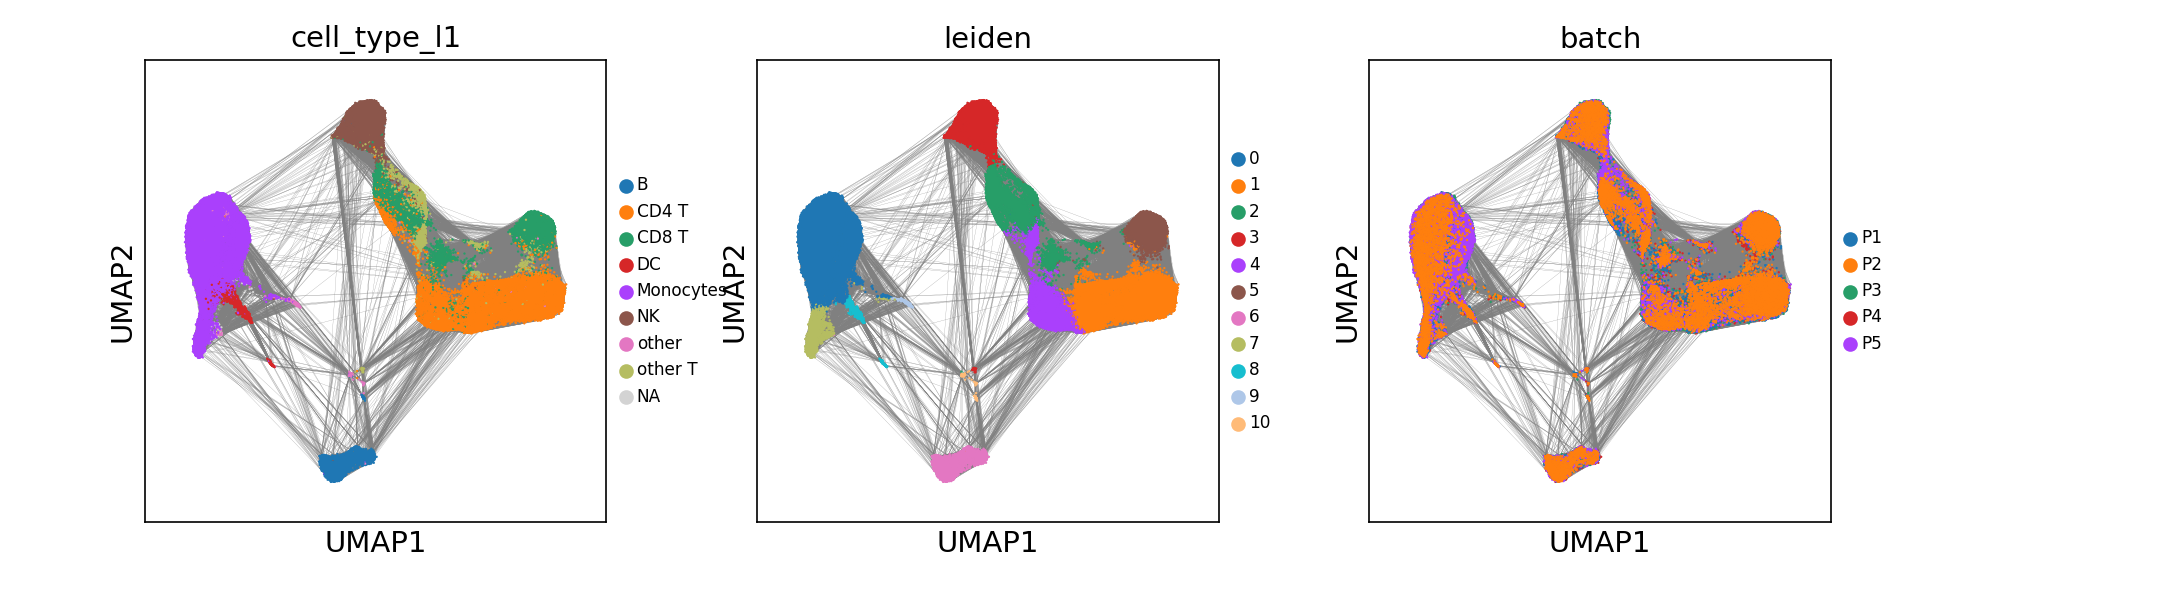 cell_type_l1
UMAP2
UMAP1
B
CD4 T
CD8 T
DC
Monocytes
NK
other
other T
NA
leiden
UMAP2
UMAP1
0
1
2
3
4
5
6
7
8
9
10
batch
UMAP2
UMAP1
P1
P2
P3
P4
P5